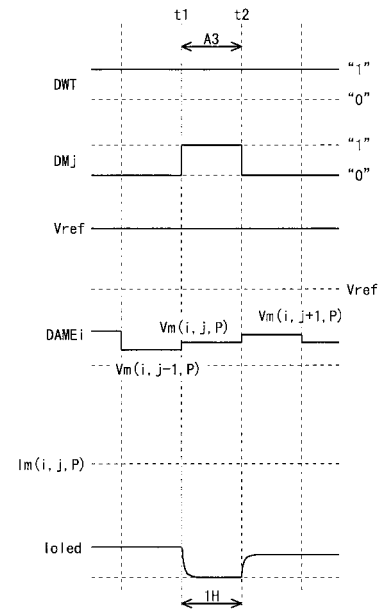 t1 t2
A3
"1"
DWT
"0"
"1"
DMj
"0"
Vref
Vref
Vm(i, j, P) Vm(i, j+1, P)
DAMEi
Vm(i, j-1, P)
Im(i, j, P)
Ioled
1H